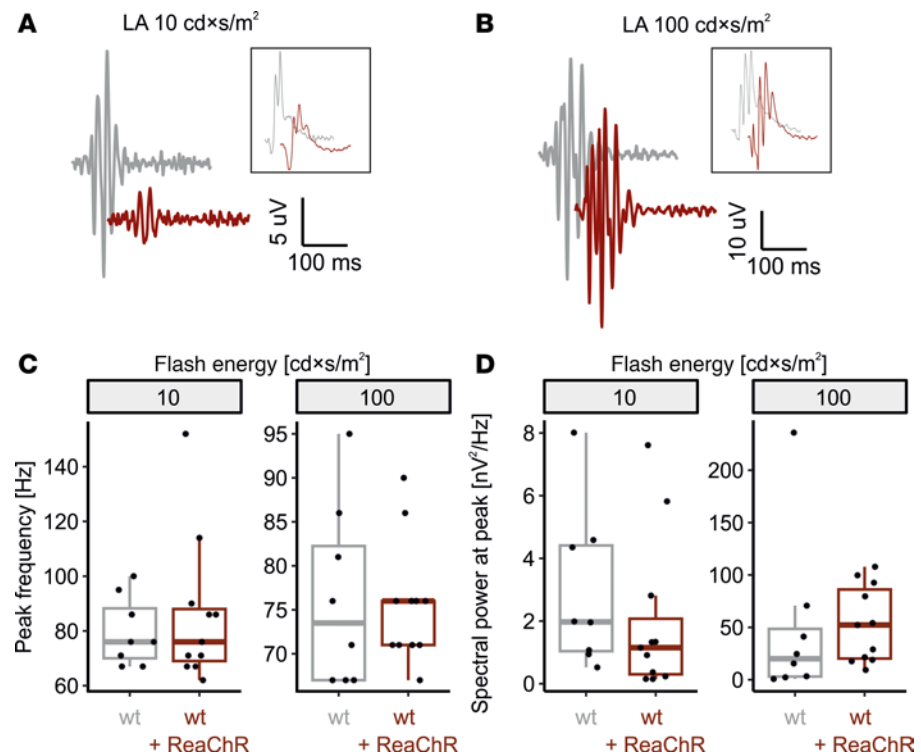 A
LA 10 cd×s/m²
5 uV
100 ms
B
LA 100 cd×s/m²
10 uV
100 ms
C
Flash energy [cd×s/m²]
10
100
Peak frequency [Hz]
140
120
100
80
60
95
90
85
80
75
70
wt
wt
+ ReaChR
wt
wt
+ ReaChR
D
Flash energy [cd×s/m²]
10
100
Spectral power at peak [nV²/Hz]
8
6
4
2
0
200
150
100
50
0
wt
wt
+ ReaChR
wt
wt
+ ReaChR